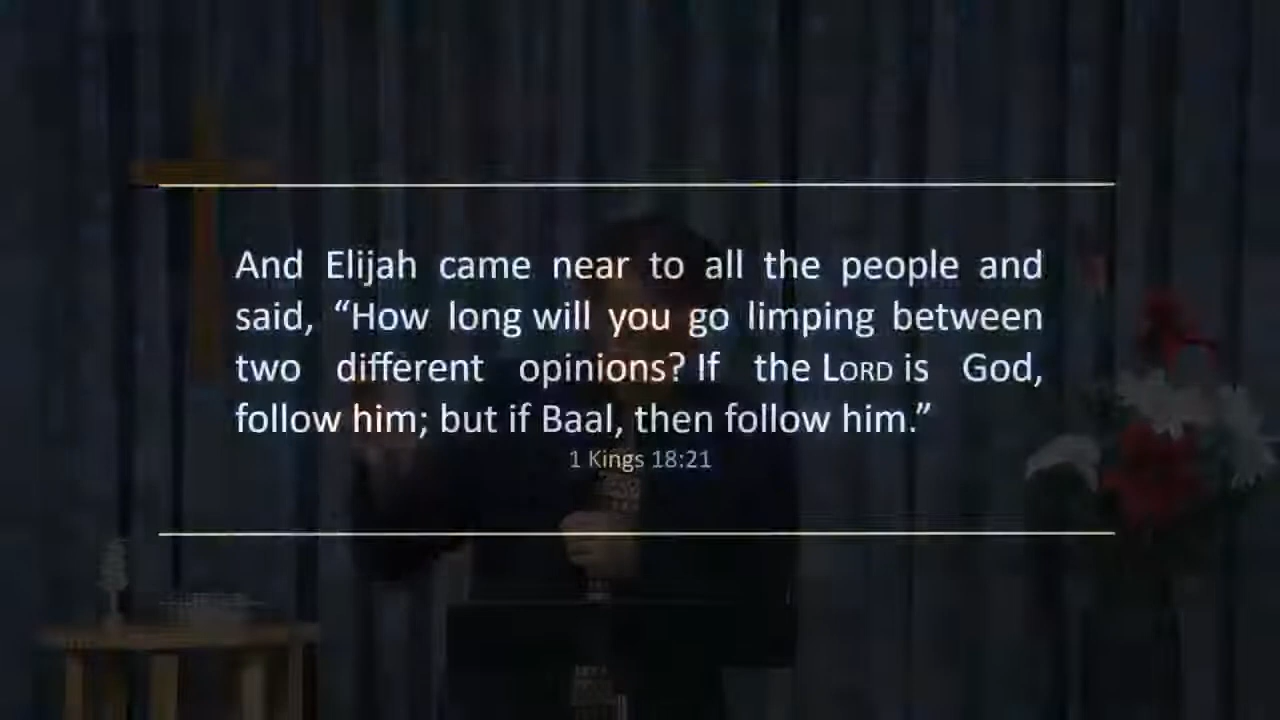 And Elijah came near to all the people and
said, “How long will you go limping between
two different opinions? If the LORD is God,
follow him; but if Baal, then follow him.”
1 Kings 18:21